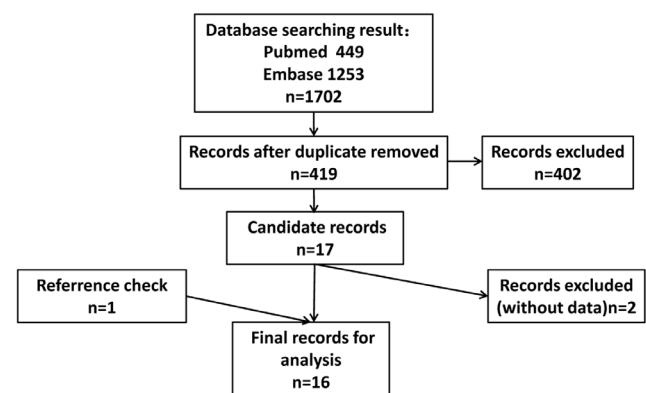 Database searching result：
Pubmed 449
Embase 1253
n=1702
Records after duplicate removed
n=419
Records excluded
n=402
Candidate records
n=17
Referrence check
n=1
Records excluded
(without data)n=2
Final records for
analysis
n=16